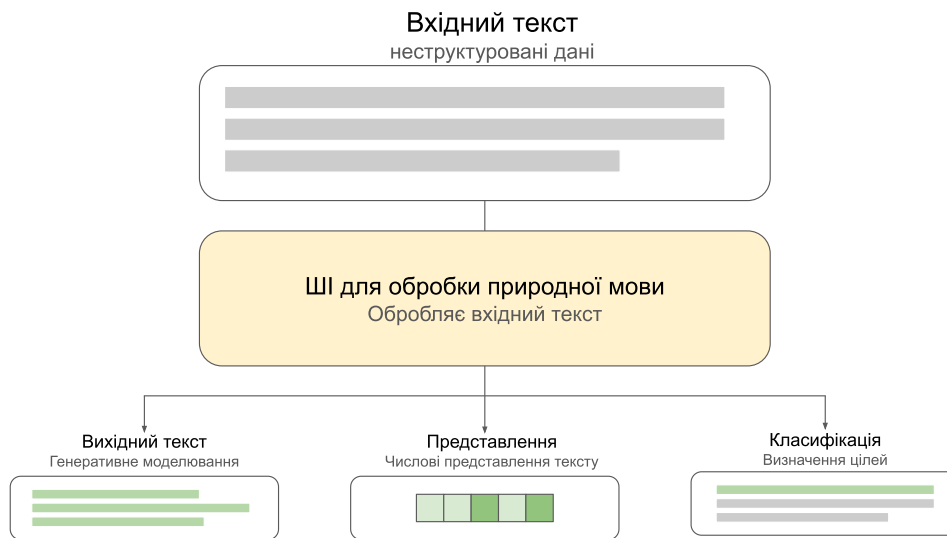 Вхідний текст
неструктуровані дані
ШІ для обробки природної мови
Обробляє вхідний текст
Вихідний текст
Генеративне моделювання
Представлення
Числові представлення тексту
Класифікація
Визначення цілей